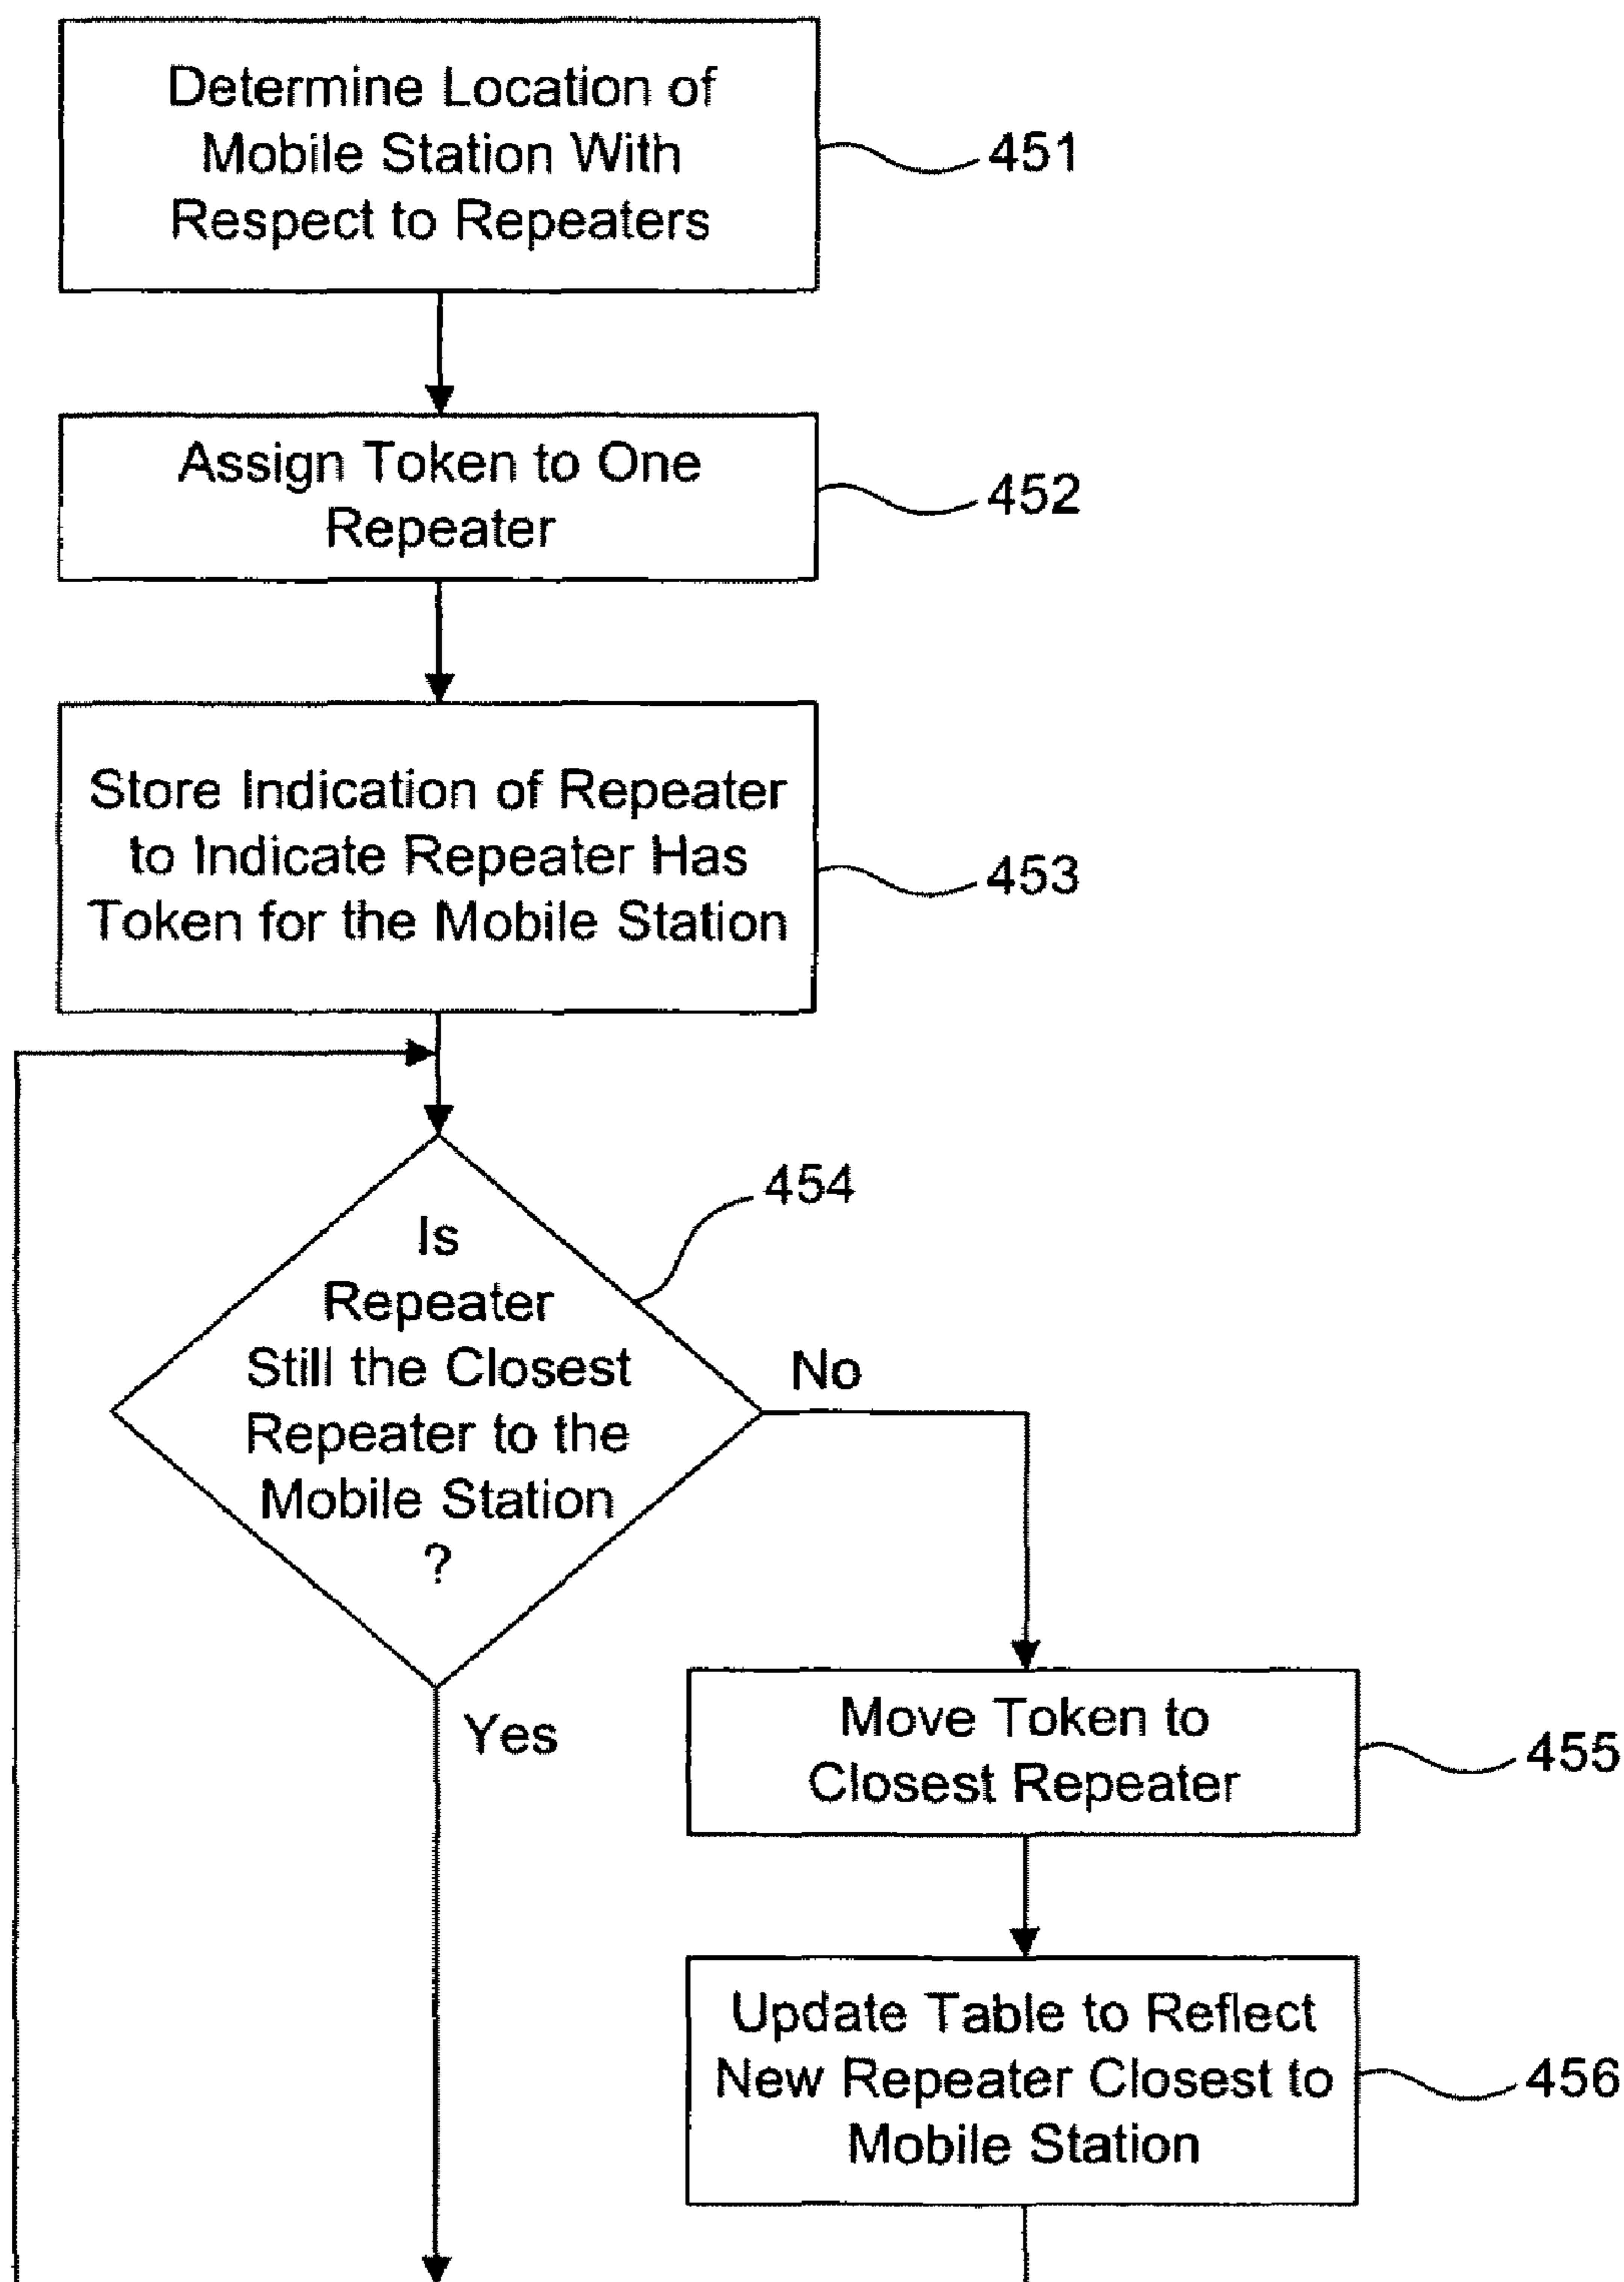 Determine Location of
Mobile Station With
Respect to Repeaters
451
Assign Token to One
Repeater
452
Store Indication of Repeater
to Indicate Repeater Has
Token for the Mobile Station
453
454
Is
Repeater
Still the Closest
Repeater to the
Mobile Station
?
No
Yes
Move Token to
Closest Repeater
455
Update Table to Reflect
New Repeater Closest to
Mobile Station
456